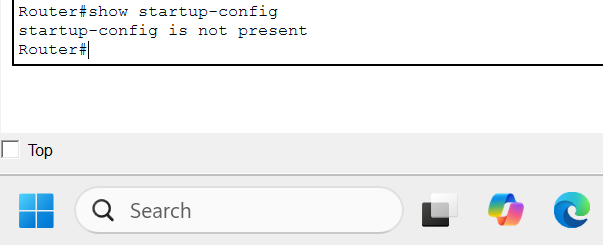 Router#show startup-config
startup-config is not present
Router#
Top
Search